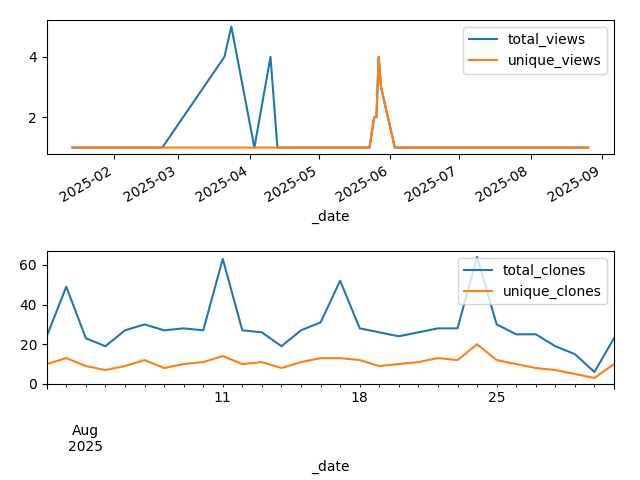 total_views
unique_views
4
2
2025-02
2025-03
2025-04
2025-05
2025-06
2025-07
2025-08
2025-09
_date
total_clones
unique_clones
60
40
20
0
11
18
25
Aug
2025
_date